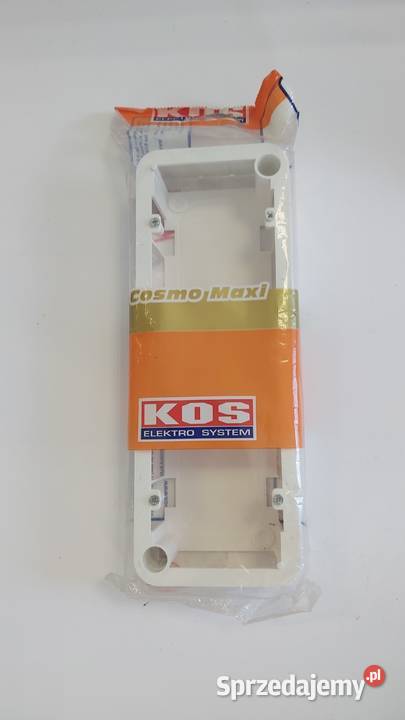 KOS
Cosmo Maxi
KOS
ELEKTRO SYSTEM
Sprzedajemy.pl